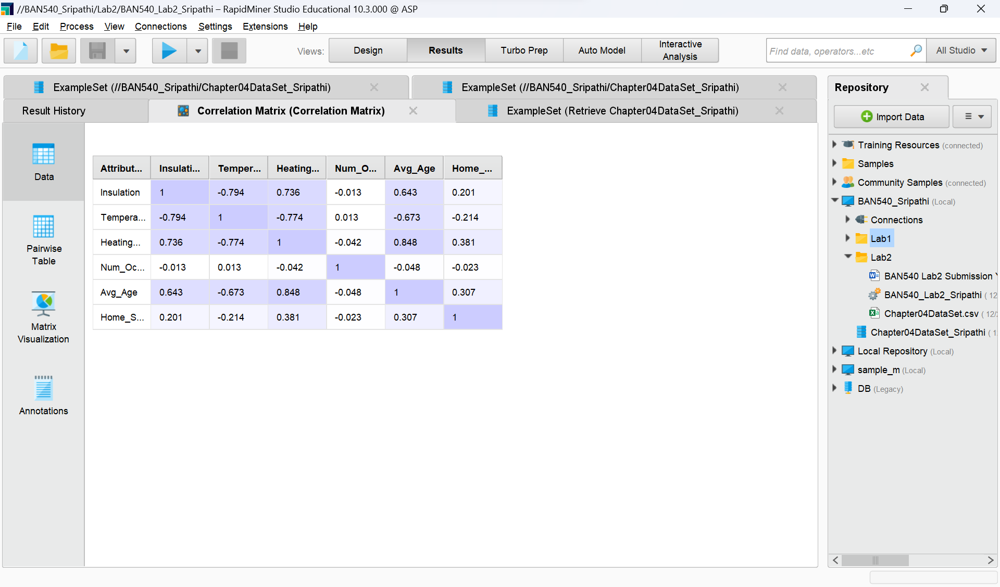 //BAN540_Sripathi/Lab2/BAN540_Lab2_Sripathi – RapidMiner Studio Educational 10.3.000 @ ASP
File Edit Process View Connections Settings Extensions Help
Views: Design Results Turbo Prep Auto Model Interactive Analysis
Find data, operators...etc All Studio
ExampleSet (//BAN540_Sripathi/Chapter04DataSet_Sripathi) ExampleSet (//BAN540_Sripathi/Chapter04DataSet_Sripathi)
Result History Correlation Matrix (Correlation Matrix) ExampleSet (Retrieve Chapter04DataSet_Sripathi)
Data
Pairwise
Table
Matrix
Visualization
Annotations
Attribut... Insulati... Temper... Heating... Num_O... Avg_Age Home_...
Insulation 1 -0.794 0.736 -0.013 0.643 0.201
Tempera... -0.794 1 -0.774 0.013 -0.673 -0.214
Heating... 0.736 -0.774 1 -0.042 0.848 0.381
Num_Oc... -0.013 0.013 -0.042 1 -0.048 -0.023
Avg_Age 0.643 -0.673 0.848 -0.048 1 0.307
Home_S... 0.201 -0.214 0.381 -0.023 0.307 1
Repository
Import Data
Training Resources (connected)
Samples
Community Samples (connected)
BAN540_Sripathi (Local)
Connections
Lab1
Lab2
BAN540 Lab2 Submission
BAN540_Lab2_Sripathi ( 12
Chapter04DataSet.csv ( 12/
Chapter04DataSet_Sripathi ( 1
Local Repository (Local)
sample_m (Local)
DB (Legacy)